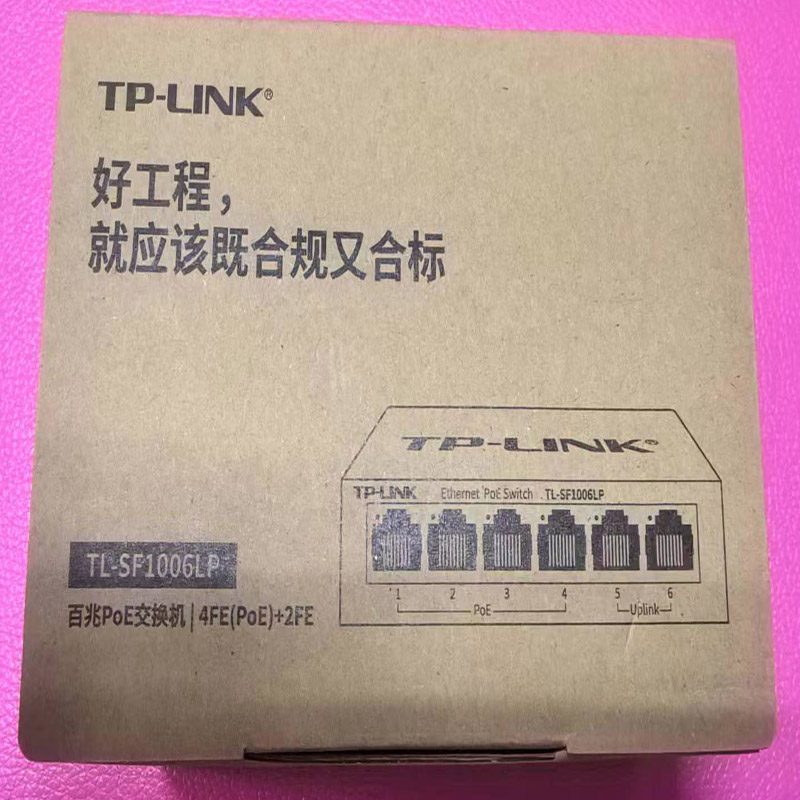 TP-LINK®
好工程，
就应该既合规又合标
TP-LINK®
TP-LINK Ethernet PoE Switch TL-SF1006LP
1 2 3 4 5 6
PoE Uplink
TL-SF1006LP
百兆PoE交换机 | 4FE(PoE)+2FE